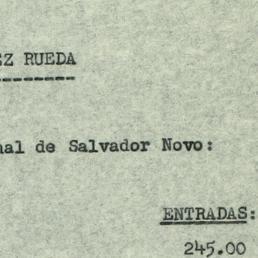 EZ RUEDA
nal de Salvador Novo:
ENTRADAS:
245.00